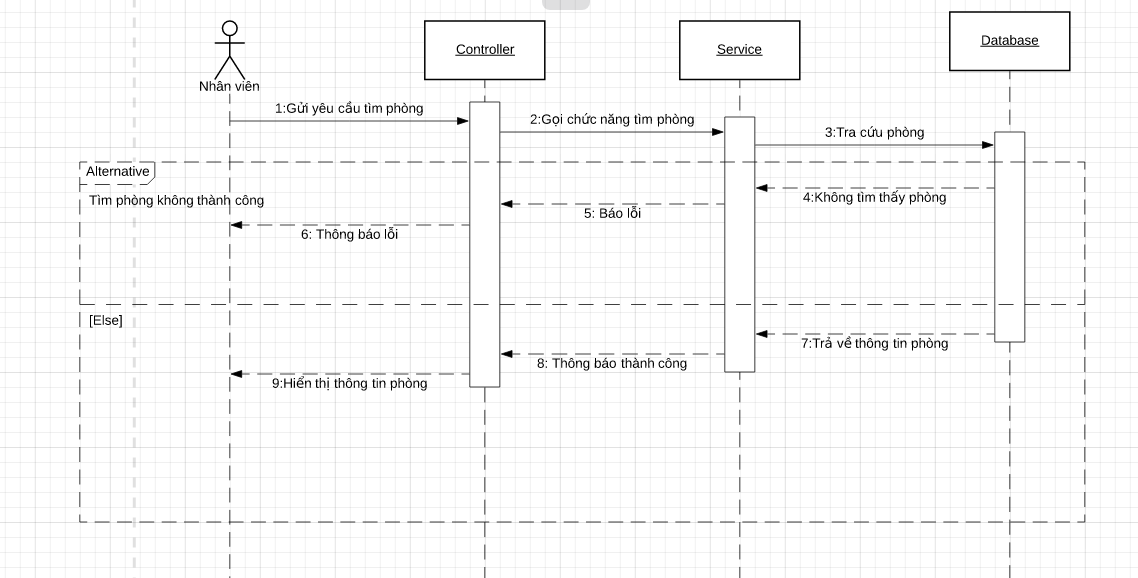 Controller
Service
Database
Nhân viên
1:Gửi yêu cầu tìm phòng
2:Gọi chức năng tìm phòng
3:Tra cứu phòng
Alternative
Tìm phòng không thành công
4:Không tìm thấy phòng
5: Báo lỗi
6: Thông báo lỗi
[Else]
7:Trả về thông tin phòng
8: Thông báo thành công
9:Hiển thị thông tin phòng